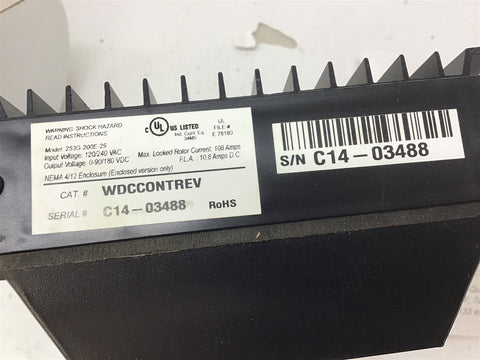 WARNING: SHOCK HAZARD
READ INSTRUCTIONS.
Model: 253G-200E-25
Input Voltage: 120/240 VAC
Output Voltage: 0-90/180 VDC
C UL US LISTED
Ind. Cont. Eq.
34M5
UL
FILE #
E 78180
Max. Locked Rotor Current: 108 Amps
F.L.A. : 10.8 Amps D.C.
NEMA 4/12 Enclosure (Enclosed version only)
CAT. # WDCCONTREV
SERIAL # C14-03488 RoHS
S/N C14-03488